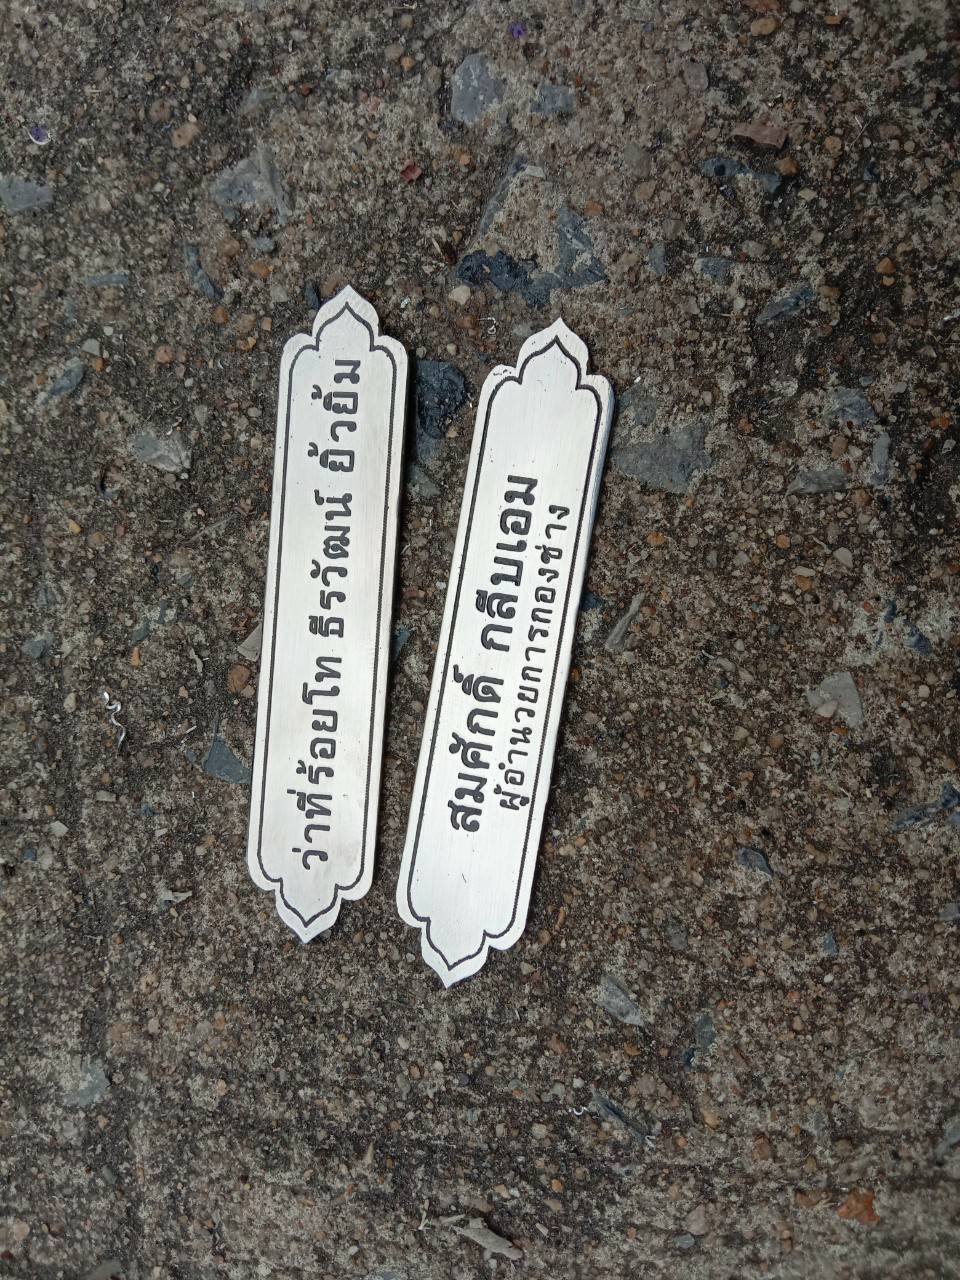 ว่าที่ร้อยโท ธีรวัฒน์ ยิ้วยิ้ม
สมศักดิ์ กลีบเอม
ผู้อำนวยการกองช่าง